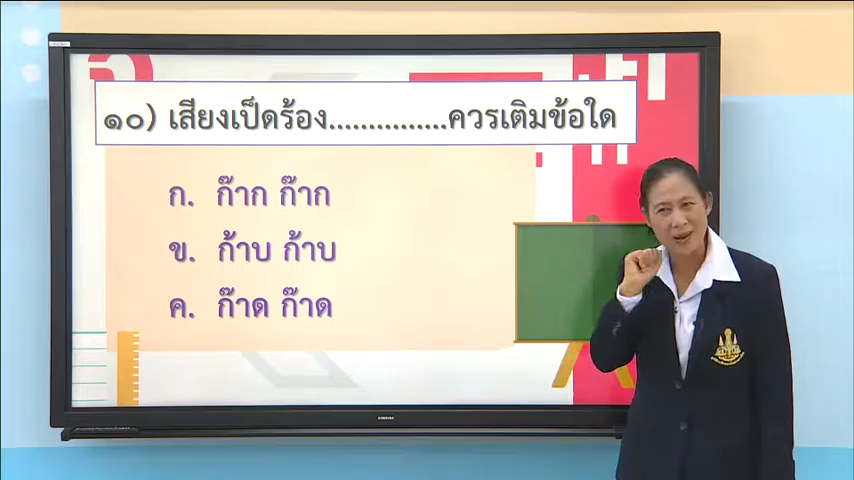 ๑๐) เสียงเป็ดร้อง...............ควรเติมข้อใด
ก. ก๊าก ก๊าก
ข. ก้าบ ก้าบ
ค. ก๊าด ก๊าด
SAMSUNG